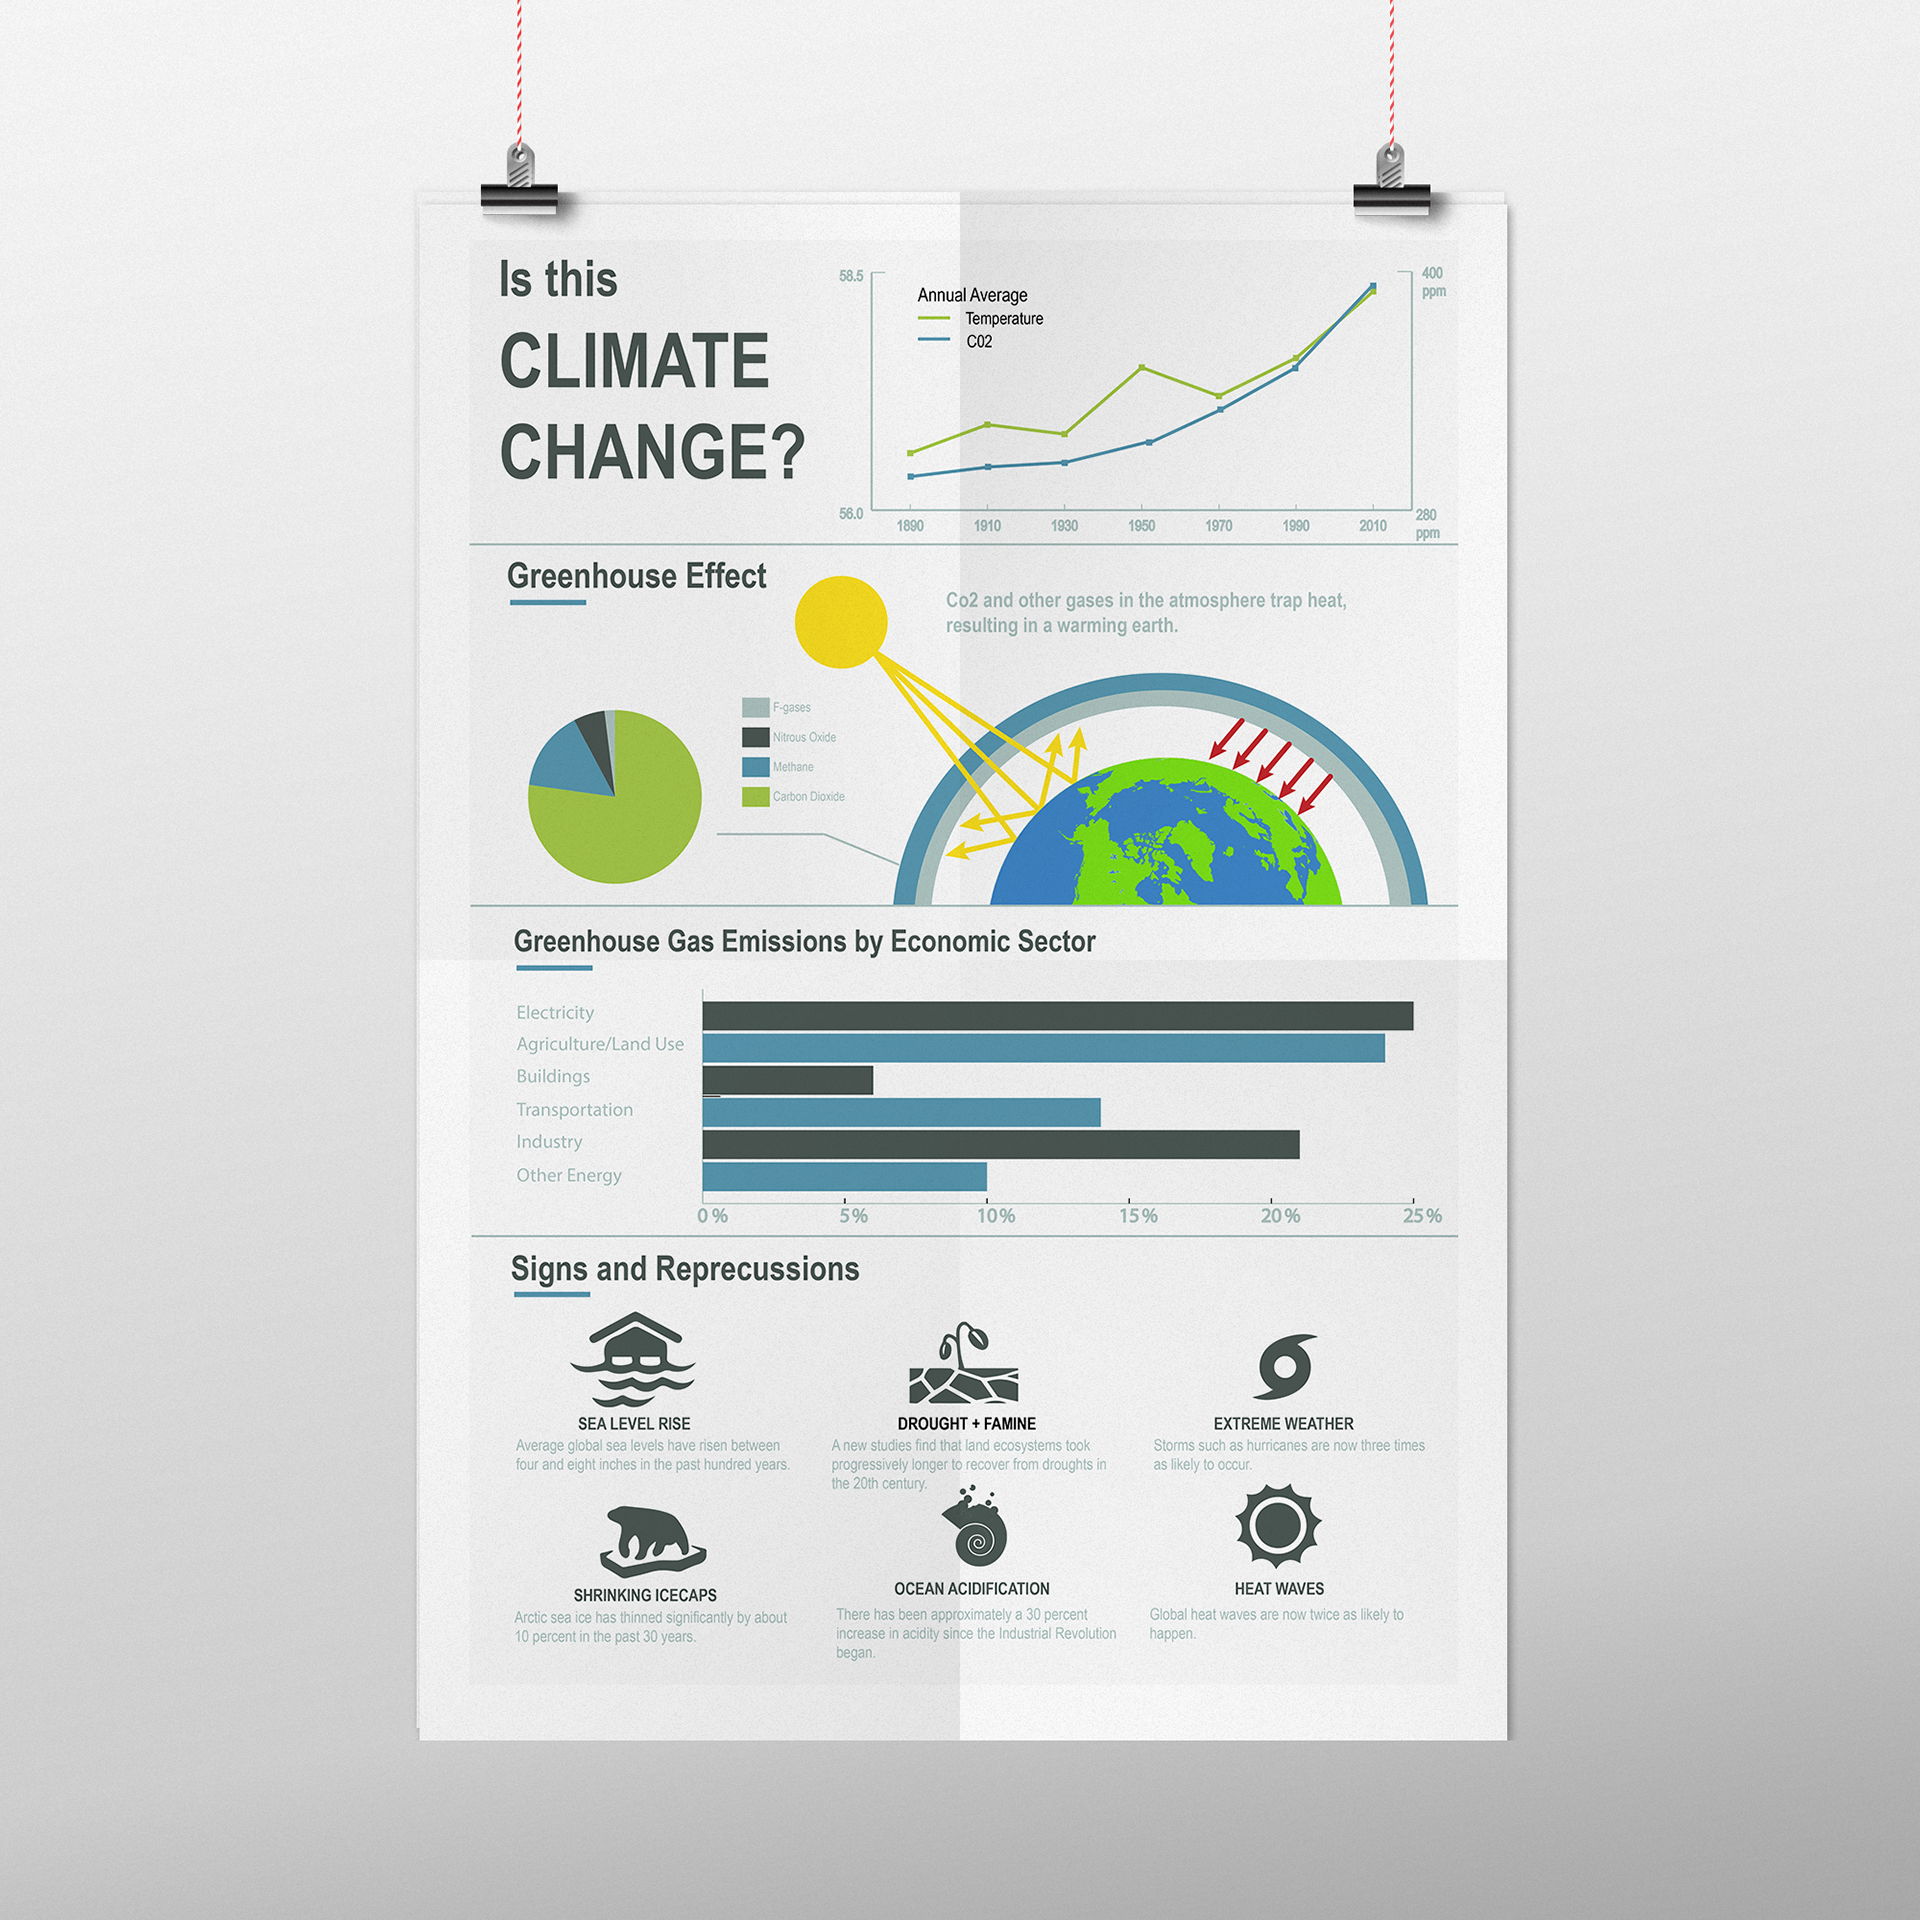 Is this
CLIMATE
CHANGE?
58.5
400
ppm
Annual Average
Temperature
C02
56.0
280
ppm
1890 1910 1930 1950 1970 1990 2010
Greenhouse Effect
Co2 and other gases in the atmosphere trap heat,
resulting in a warming earth.
F-gases
Nitrous Oxide
Methane
Carbon Dioxide
Greenhouse Gas Emissions by Economic Sector
Electricity
Agriculture/Land Use
Buildings
Transportation
Industry
Other Energy
0% 5% 10% 15% 20% 25%
Signs and Reprecussions
SEA LEVEL RISE
Average global sea levels have risen between
four and eight inches in the past hundred years.
DROUGHT + FAMINE
A new studies find that land ecosystems took
progressively longer to recover from droughts in
the 20th century.
EXTREME WEATHER
Storms such as hurricanes are now three times
as likely to occur.
SHRINKING ICECAPS
Arctic sea ice has thinned significantly by about
10 percent in the past 30 years.
OCEAN ACIDIFICATION
There has been approximately a 30 percent
increase in acidity since the Industrial Revolution
began.
HEAT WAVES
Global heat waves are now twice as likely to
happen.